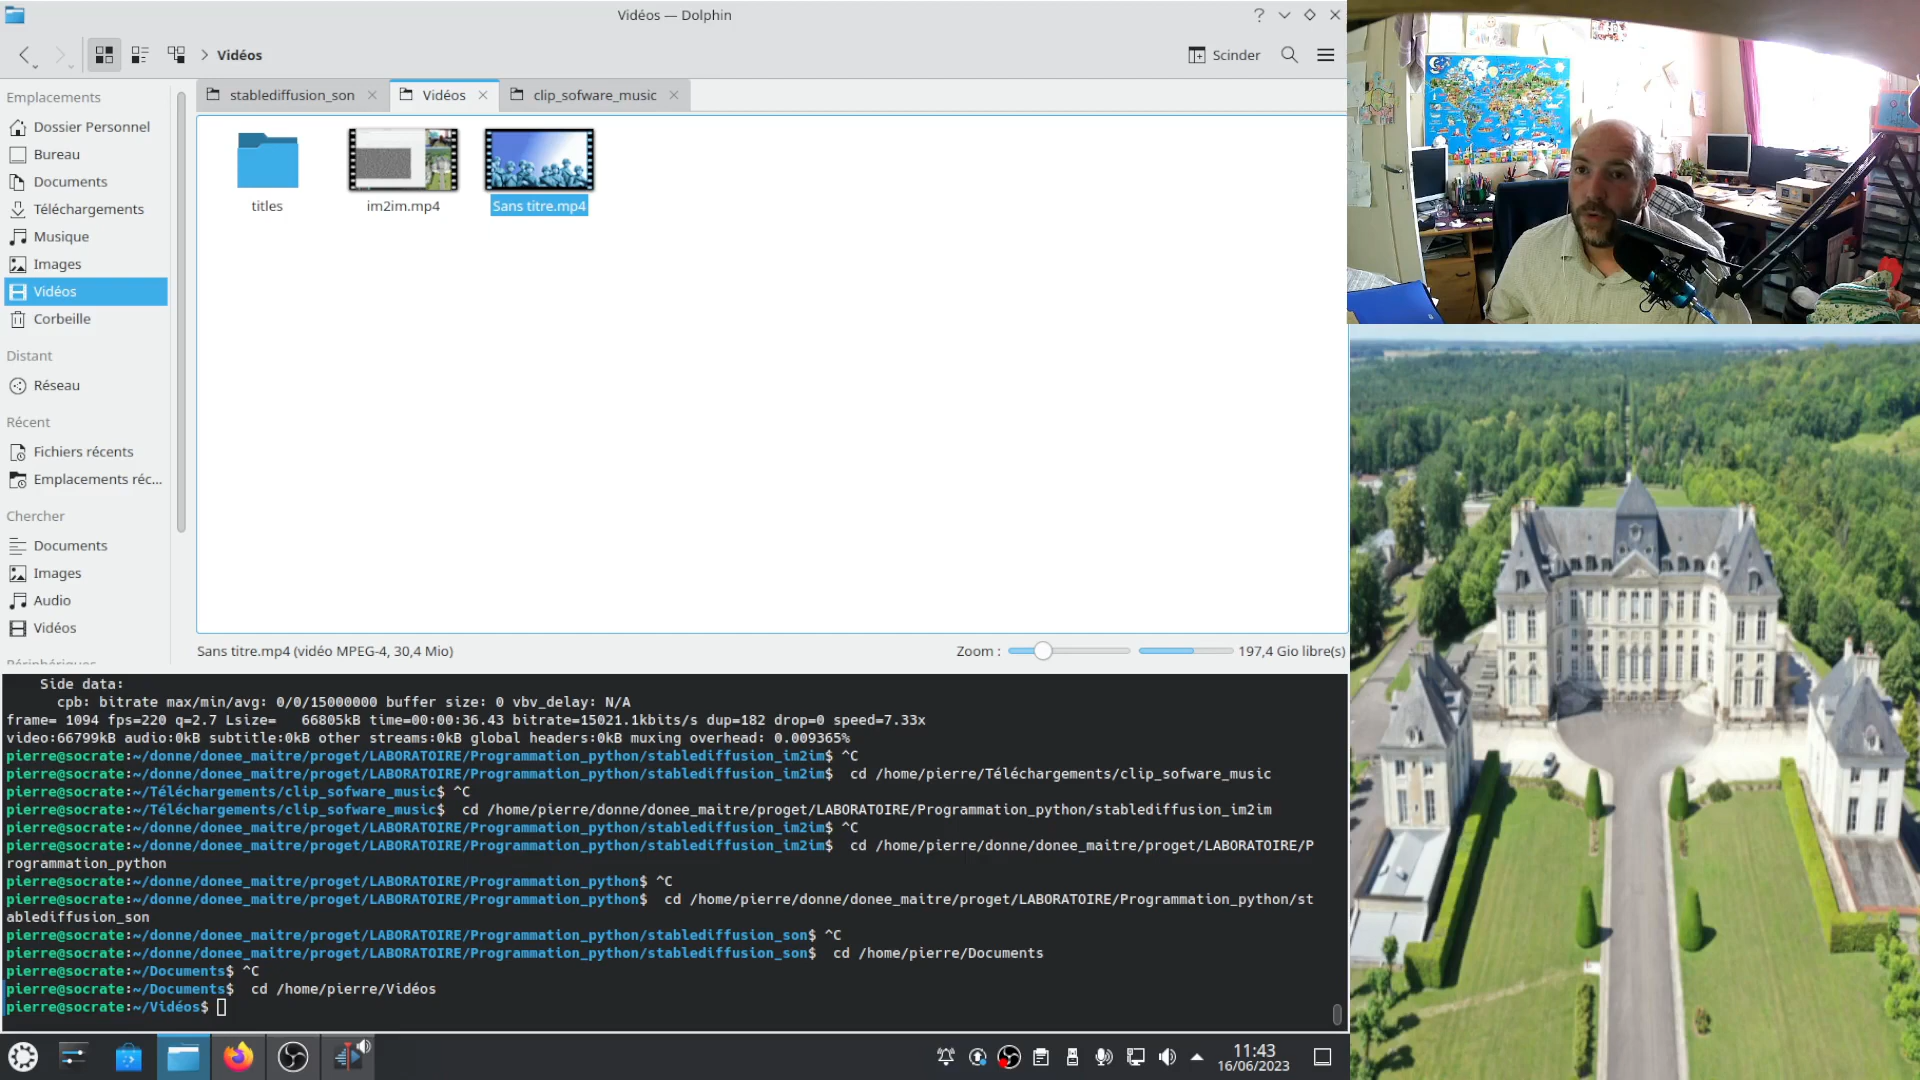 Vidéos — Dolphin
Vidéos
Scinder
Emplacements
Dossier Personnel
Bureau
Documents
Téléchargements
Musique
Images
Vidéos
Corbeille
Distant
Réseau
Récent
Fichiers récents
Emplacements réc...
Chercher
Documents
Images
Audio
Vidéos
stablediffusion_son
Vidéos
clip_sofware_music
titles
im2im.mp4
Sans titre.mp4
Sans titre.mp4 (vidéo MPEG-4, 30,4 Mio)
Zoom :
197,4 Gio libre(s)
Side data:
cpb: bitrate max/min/avg: 0/0/15000000 buffer size: 0 vbv_delay: N/A
frame= 1094 fps=220 q=2.7 Lsize=   66805kB time=00:00:36.43 bitrate=15021.1kbits/s dup=182 drop=0 speed=7.33x
video:66799kB audio:0kB subtitle:0kB other streams:0kB global headers:0kB muxing overhead: 0.009365%
pierre@socrate:~/donne/donee_maitre/proget/LABORATOIRE/Programmation_python/stablediffusion_im2im$ ^C
pierre@socrate:~/donne/donee_maitre/proget/LABORATOIRE/Programmation_python/stablediffusion_im2im$  cd /home/pierre/Téléchargements/clip_sofware_music
pierre@socrate:~/Téléchargements/clip_sofware_music$ ^C
pierre@socrate:~/Téléchargements/clip_sofware_music$  cd /home/pierre/donne/donee_maitre/proget/LABORATOIRE/Programmation_python/stablediffusion_im2im
pierre@socrate:~/donne/donee_maitre/proget/LABORATOIRE/Programmation_python/stablediffusion_im2im$ ^C
pierre@socrate:~/donne/donee_maitre/proget/LABORATOIRE/Programmation_python/stablediffusion_im2im$  cd /home/pierre/donne/donee_maitre/proget/LABORATOIRE/P
rogrammation_python
pierre@socrate:~/donne/donee_maitre/proget/LABORATOIRE/Programmation_python$ ^C
pierre@socrate:~/donne/donee_maitre/proget/LABORATOIRE/Programmation_python$  cd /home/pierre/donne/donee_maitre/proget/LABORATOIRE/Programmation_python/st
ablediffusion_son
pierre@socrate:~/donne/donee_maitre/proget/LABORATOIRE/Programmation_python/stablediffusion_son$ ^C
pierre@socrate:~/donne/donee_maitre/proget/LABORATOIRE/Programmation_python/stablediffusion_son$  cd /home/pierre/Documents
pierre@socrate:~/Documents$ ^C
pierre@socrate:~/Documents$  cd /home/pierre/Vidéos
pierre@socrate:~/Vidéos$
11:43
16/06/2023